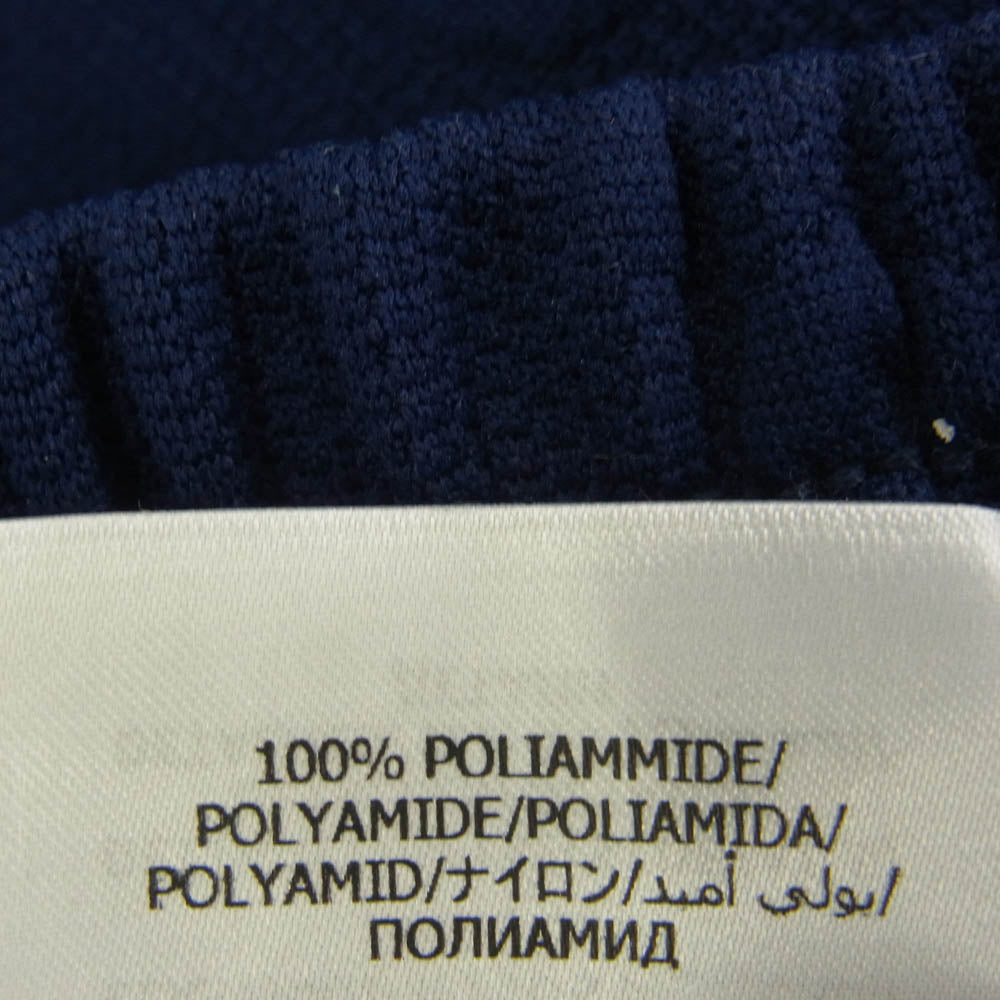 100% POLIAMMIDE/
POLYAMIDE/POLIAMIDA/
POLYAMID/ナイロン/بولي أميد/
ПОЛИАМИД